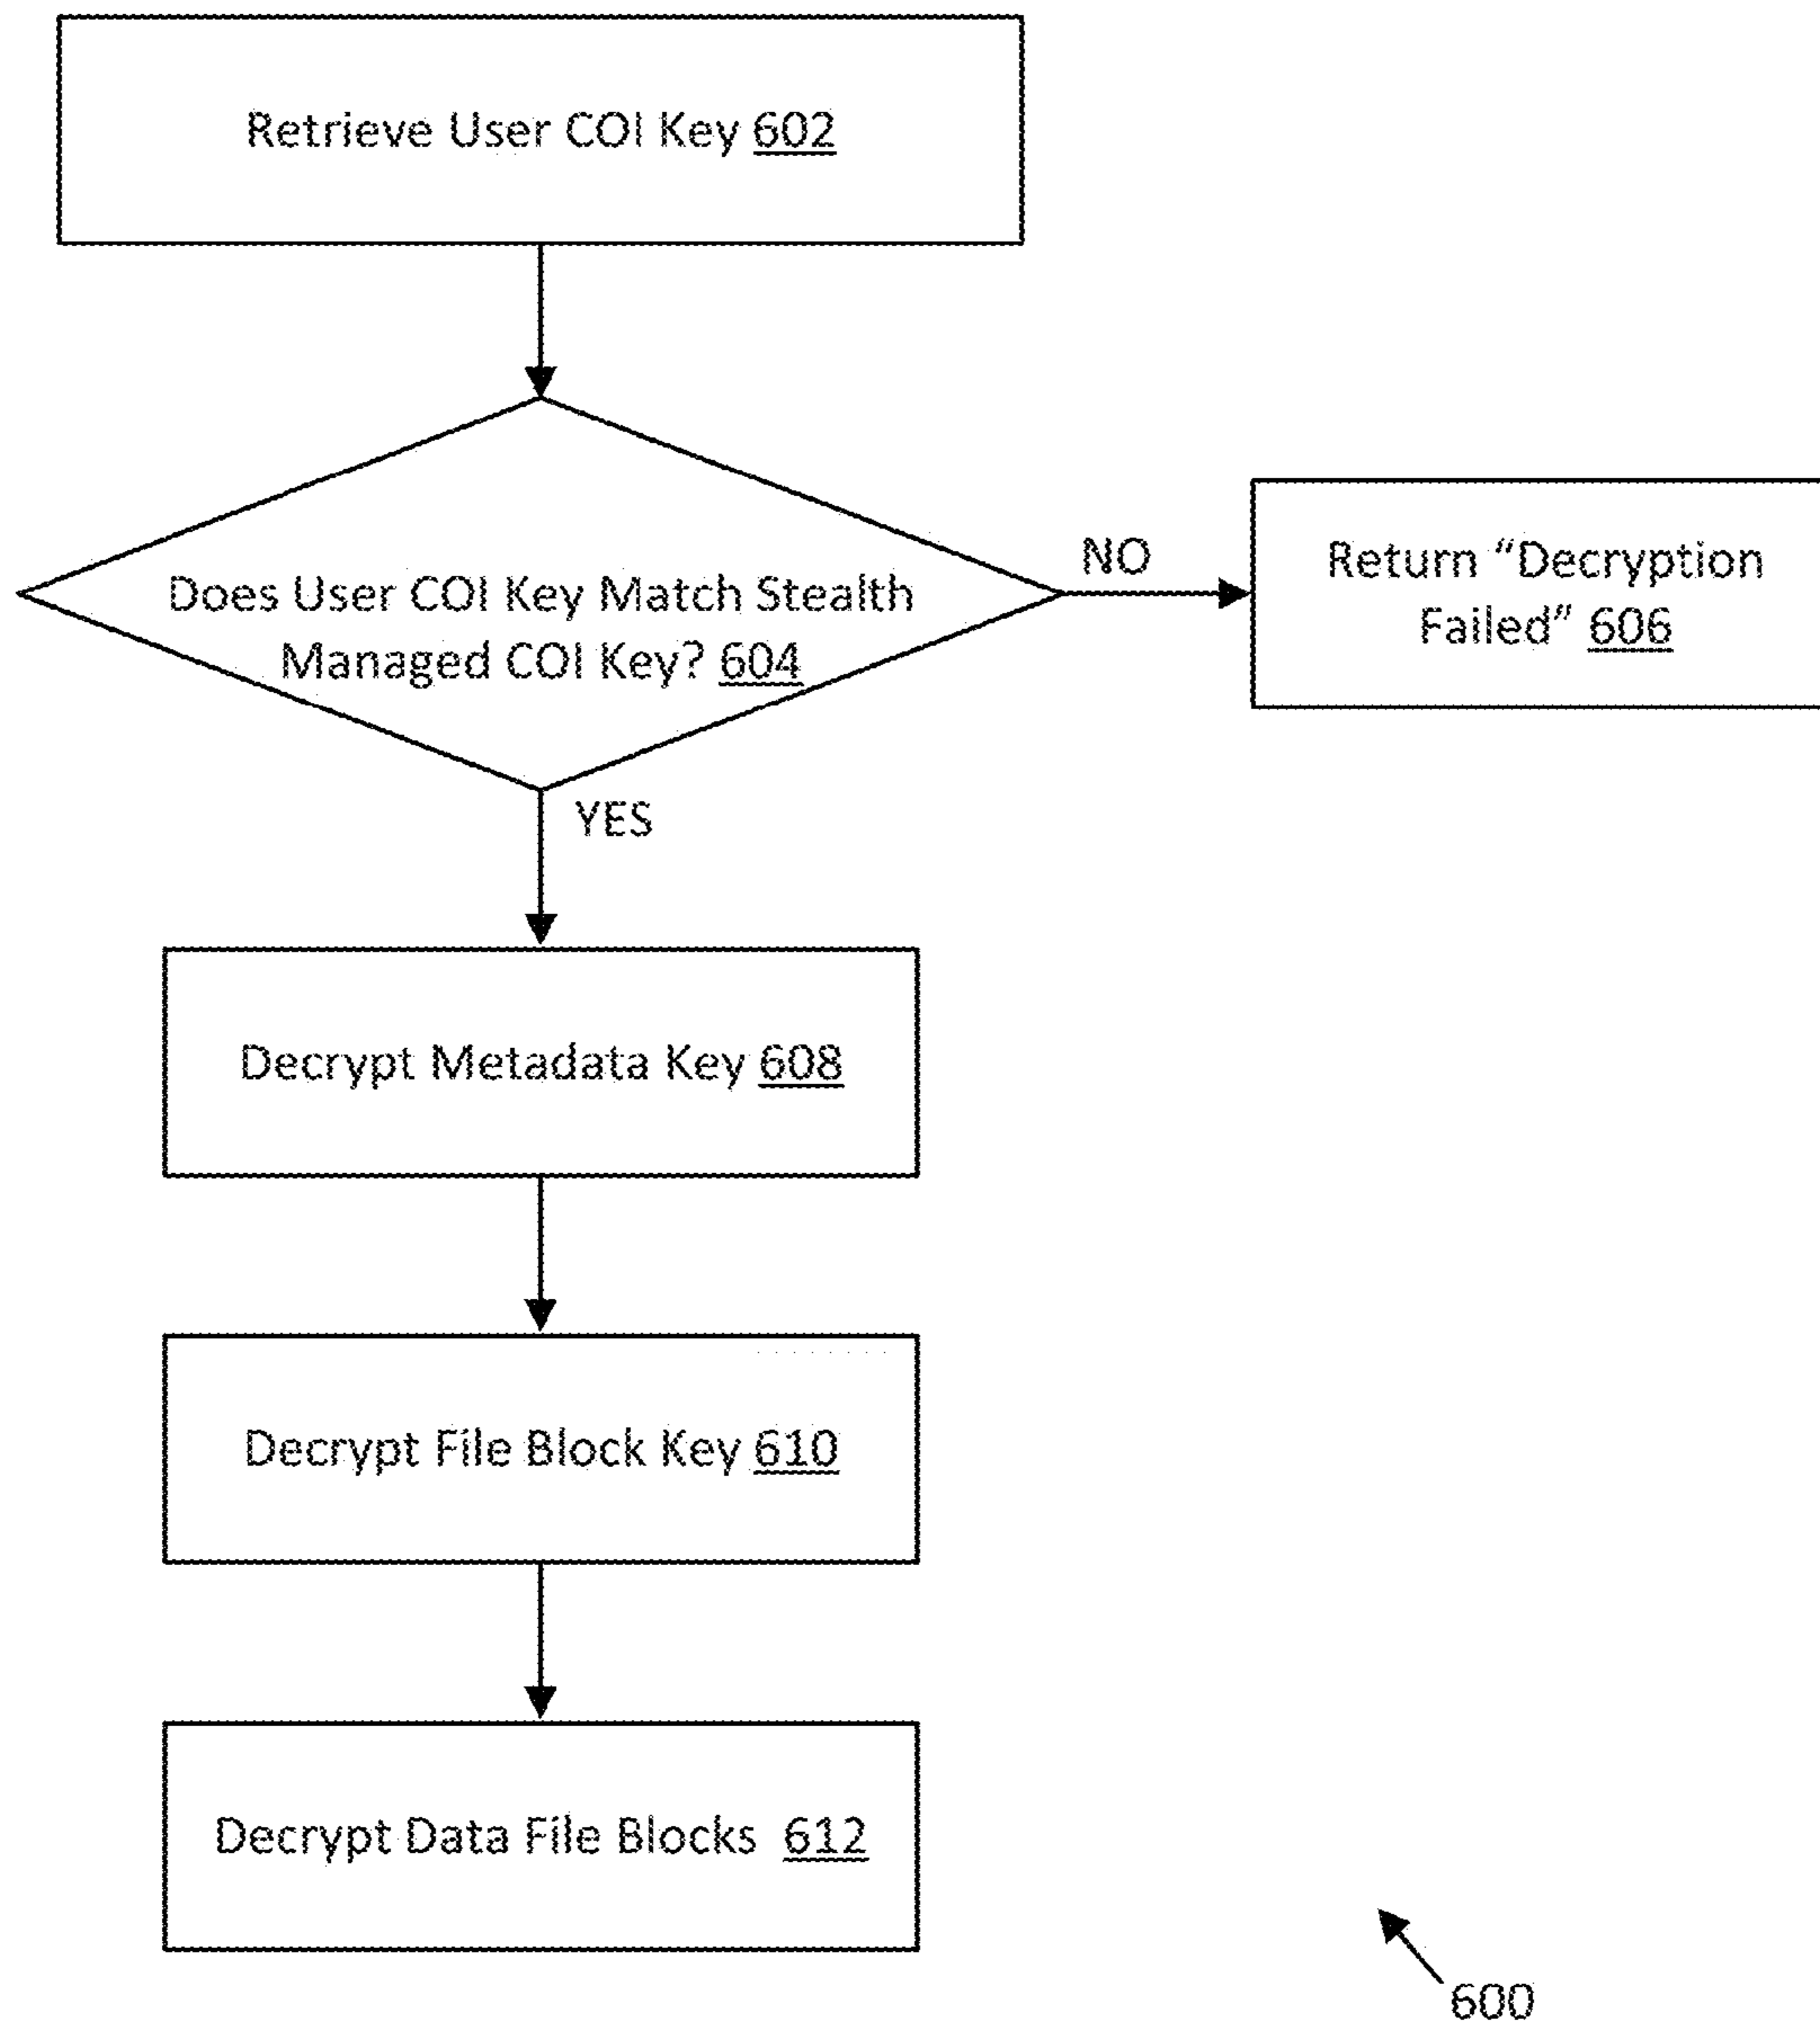 Retrieve User COI Key 602
Does User COI Key Match Stealth
Managed COI Key? 604
NO
Return “Decryption
Failed” 606
YES
Decrypt Metadata Key 608
Decrypt File Block Key 610
Decrypt Data File Blocks 612
600